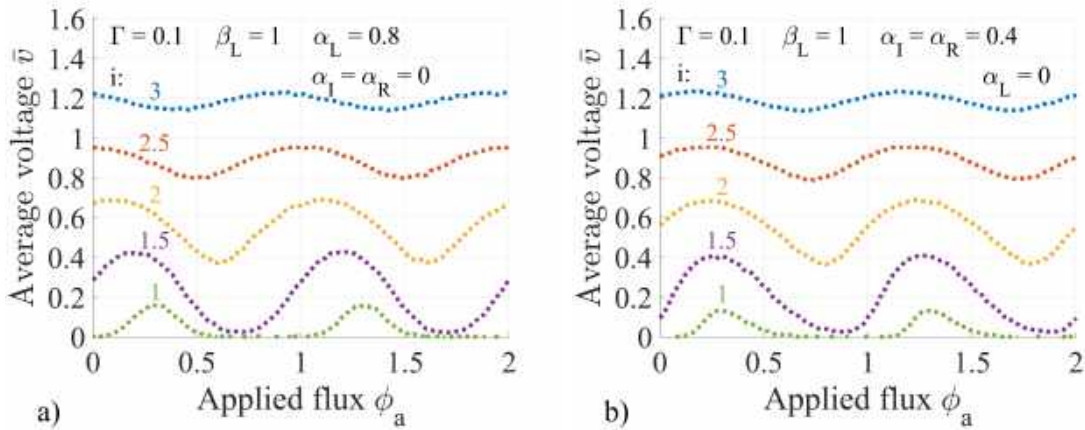 1.6
1.4
1.2
1
0.8
0.6
0.4
0.2
0
Average voltage v̄
Γ = 0.1 β_L = 1 α_L = 0.8
i: α_I = α_R = 0
3
2.5
2
1.5
1
0 0.5 1 1.5 2
Applied flux ϕ_a
a)
1.6
1.4
1.2
1
0.8
0.6
0.4
0.2
0
Average voltage v̄
Γ = 0.1 β_L = 1 α_I = α_R = 0.4
i: α_L = 0
3
2.5
2
1.5
1
0 0.5 1 1.5 2
Applied flux ϕ_a
b)